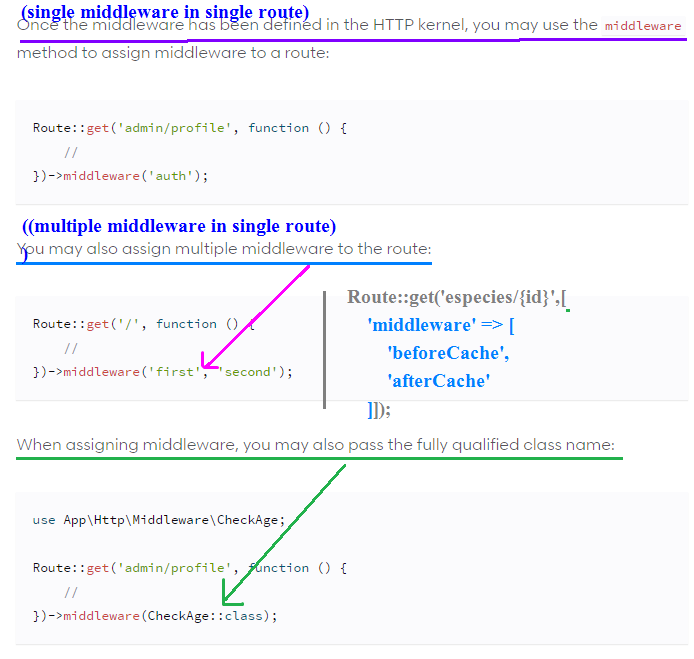 (single middleware in single route)
Once the middleware has been defined in the HTTP kernel, you may use the middleware
method to assign middleware to a route:
Route::get('admin/profile', function () {
//
})->middleware('auth');
((multiple middleware in single route)
)
You may also assign multiple middleware to the route:
Route::get('/', function () {
//
})->middleware('first', 'second');
Route::get('especies/{id}',[
'middleware' => [
'beforeCache',
'afterCache'
]]);
When assigning middleware, you may also pass the fully qualified class name:
use App\Http\Middleware\CheckAge;
Route::get('admin/profile', function () {
//
})->middleware(CheckAge::class);